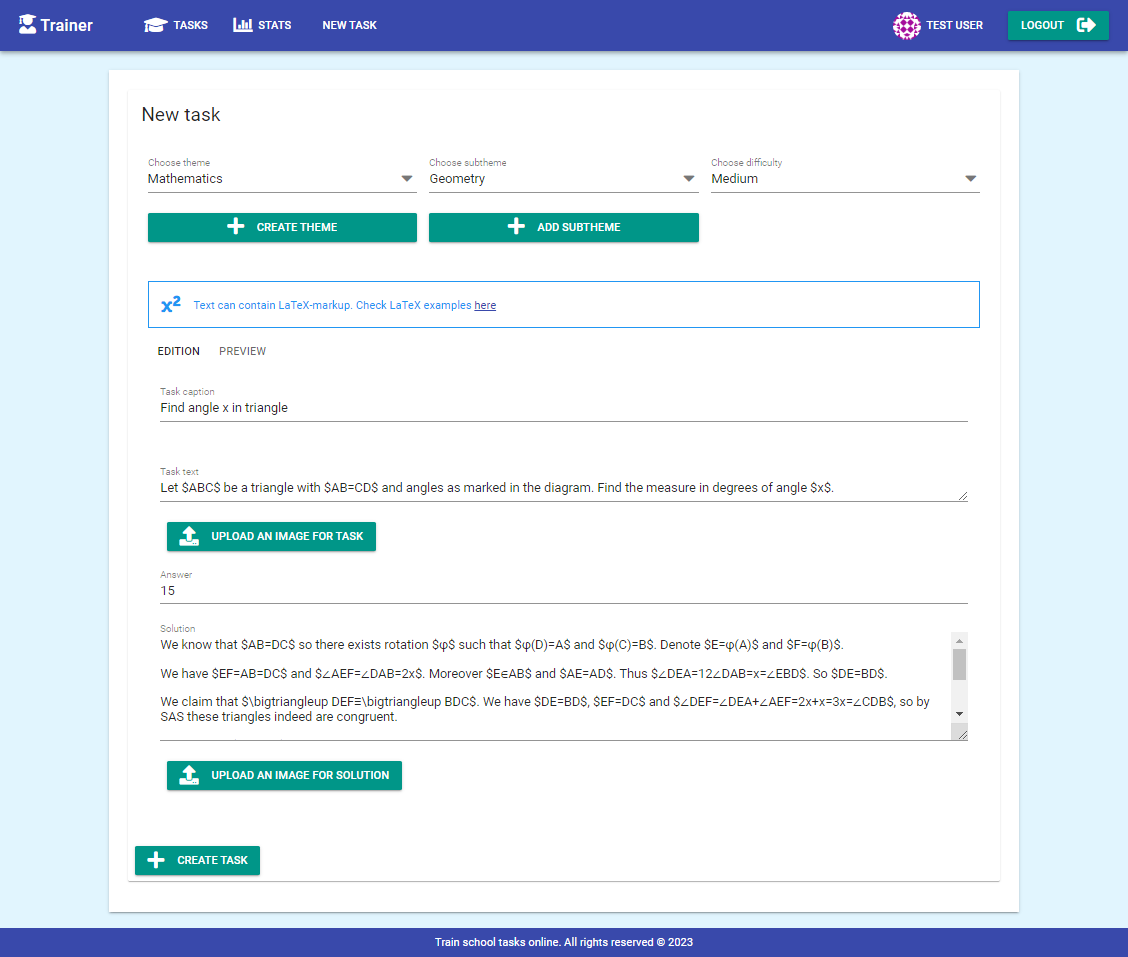 Trainer TASKS STATS NEW TASK TEST USER LOGOUT
New task
Choose theme Choose subtheme Choose difficulty
Mathematics Geometry Medium
CREATE THEME ADD SUBTHEME
x² Text can contain LaTeX-markup. Check LaTeX examples here
EDITION PREVIEW
Task caption
Find angle x in triangle
Task text
Let $ABC$ be a triangle with $AB=CD$ and angles as marked in the diagram. Find the measure in degrees of angle $x$.
UPLOAD AN IMAGE FOR TASK
Answer
15
Solution
We know that $AB=DC$ so there exists rotation $φ$ such that $φ(D)=A$ and $φ(C)=B$. Denote $E=φ(A)$ and $F=φ(B)$.
We have $EF=AB=DC$ and $∠AEF=∠DAB=2x$. Moreover $E∈AB$ and $AE=AD$. Thus $∠DEA=12∠DAB=x=∠EBD$. So $DE=BD$.
We claim that $\bigtriangleup DEF≡\bigtriangleup BDC$. We have $DE=BD$, $EF=DC$ and $∠DEF=∠DEA+∠AEF=2x+x=3x=∠CDB$, so by
SAS these triangles indeed are congruent.
UPLOAD AN IMAGE FOR SOLUTION
CREATE TASK
Train school tasks online. All rights reserved © 2023